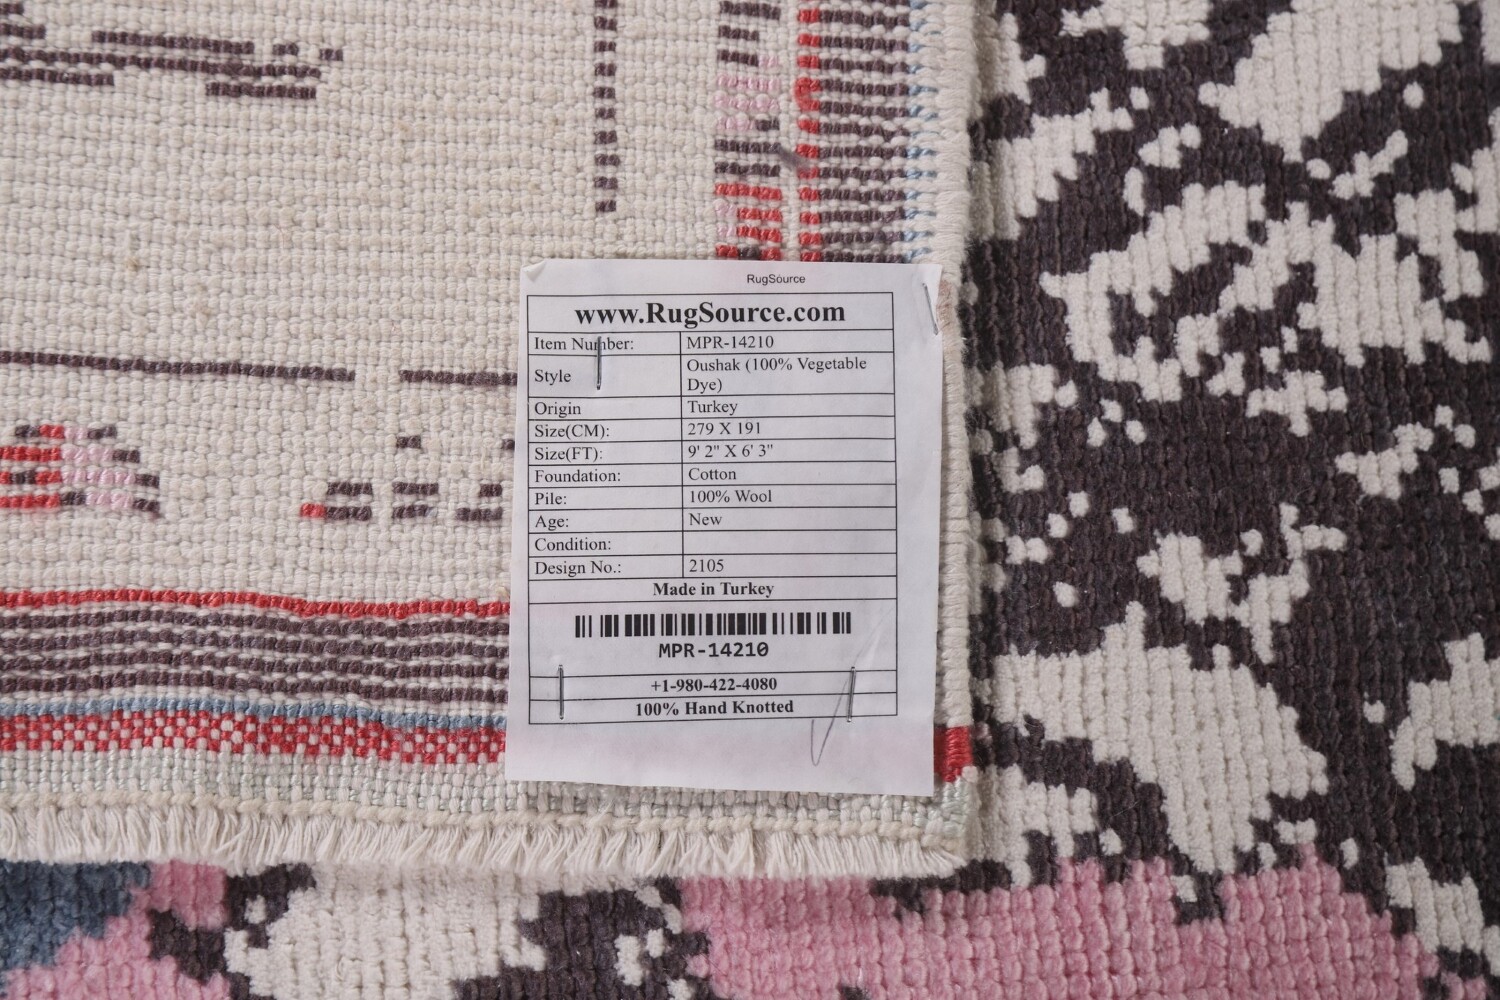 RugSource
www.RugSource.com
Item Number: MPR-14210
Style Oushak (100% Vegetable
Dye)
Origin Turkey
Size(CM): 279 X 191
Size(FT): 9' 2" X 6' 3"
Foundation: Cotton
Pile: 100% Wool
Age: New
Condition:
Design No.: 2105
Made in Turkey
MPR-14210
+1-980-422-4080
100% Hand Knotted